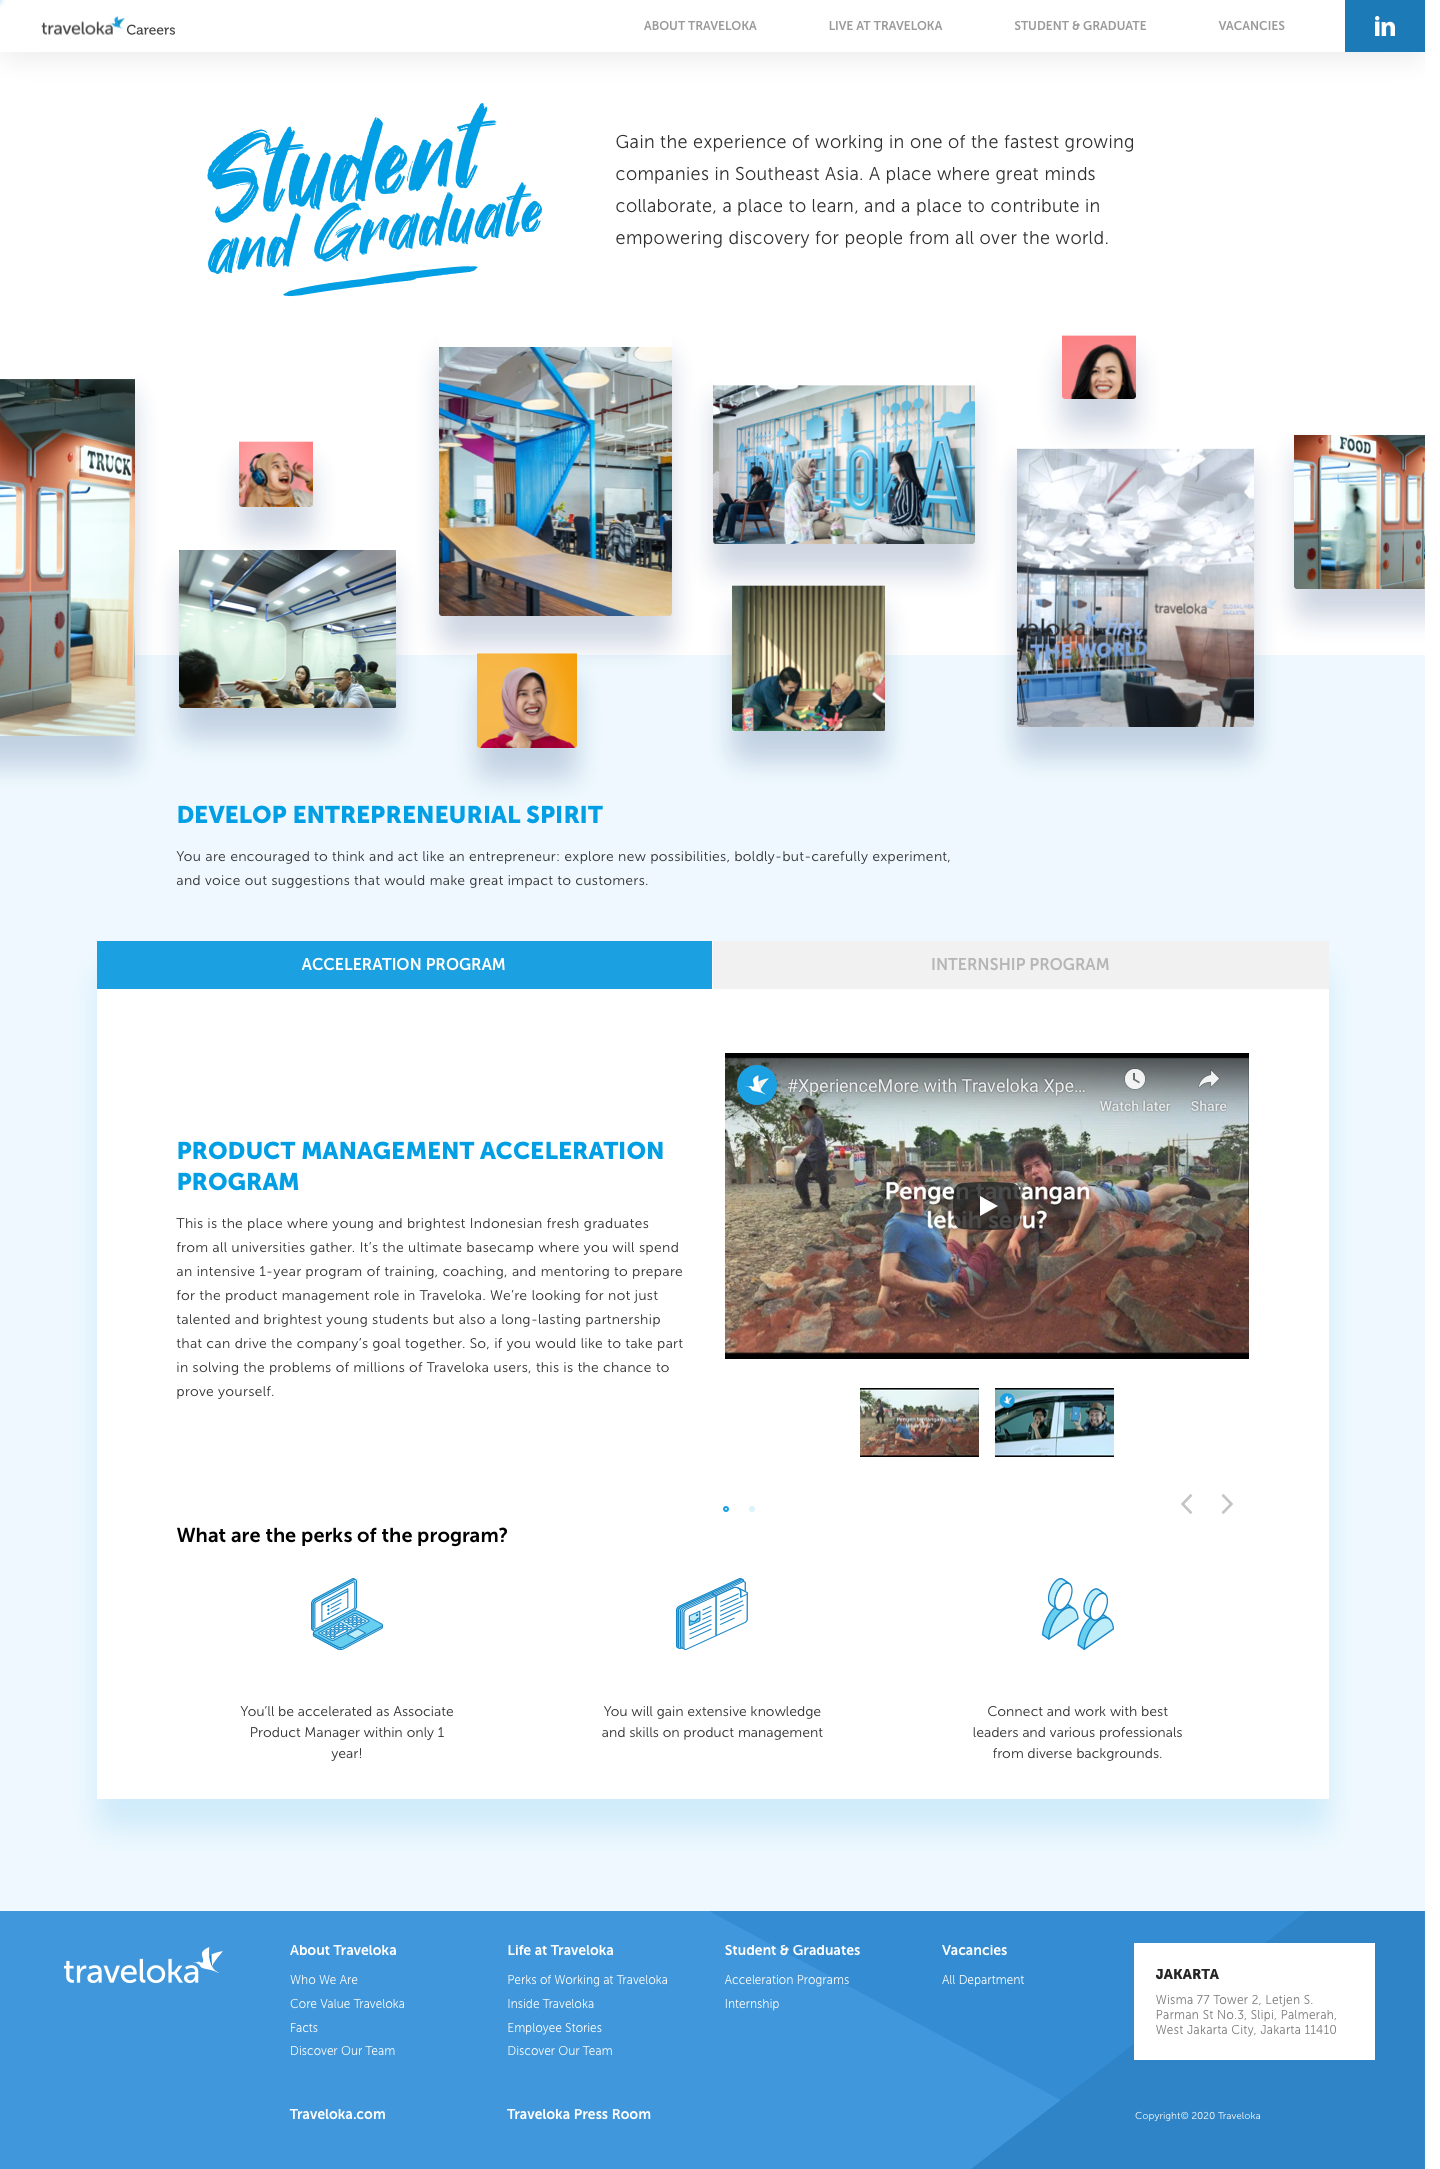 traveloka Careers
ABOUT TRAVELOKA
LIVE AT TRAVELOKA
STUDENT & GRADUATE
VACANCIES
in
Student
and Graduate
Gain the experience of working in one of the fastest growing
companies in Southeast Asia. A place where great minds
collaborate, a place to learn, and a place to contribute in
empowering discovery for people from all over the world.
TRUCK
TRAVELOKA
FOOD
traveloka
eloka first
THE WORLD
DEVELOP ENTREPRENEURIAL SPIRIT
You are encouraged to think and act like an entrepreneur: explore new possibilities, boldly-but-carefully experiment,
and voice out suggestions that would make great impact to customers.
ACCELERATION PROGRAM
INTERNSHIP PROGRAM
#XperienceMore with Traveloka Xpe...
Watch later
Share
Pengen tantangan
lebih seru?
PRODUCT MANAGEMENT ACCELERATION
PROGRAM
This is the place where young and brightest Indonesian fresh graduates
from all universities gather. It's the ultimate basecamp where you will spend
an intensive 1-year program of training, coaching, and mentoring to prepare
for the product management role in Traveloka. We're looking for not just
talented and brightest young students but also a long-lasting partnership
that can drive the company's goal together. So, if you would like to take part
in solving the problems of millions of Traveloka users, this is the chance to
prove yourself.
Pengen tantangan
lebih seru?
What are the perks of the program?
You'll be accelerated as Associate
Product Manager within only 1
year!
You will gain extensive knowledge
and skills on product management
Connect and work with best
leaders and various professionals
from diverse backgrounds.
traveloka
About Traveloka
Who We Are
Core Value Traveloka
Facts
Discover Our Team
Traveloka.com
Life at Traveloka
Perks of Working at Traveloka
Inside Traveloka
Employee Stories
Discover Our Team
Traveloka Press Room
Student & Graduates
Acceleration Programs
Internship
Vacancies
All Department
JAKARTA
Wisma 77 Tower 2, Letjen S.
Parman St No.3, Slipi, Palmerah,
West Jakarta City, Jakarta 11410
Copyright© 2020 Traveloka